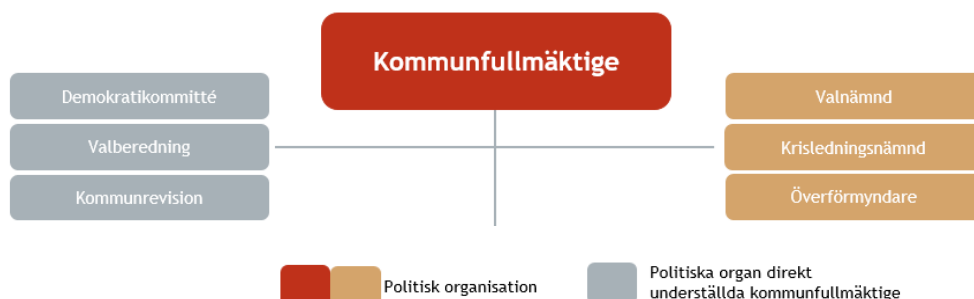 Kommunfullmäktige
Demokratikommitté
Valberedning
Kommunrevision
Valnämnd
Krisledningsnämnd
Överförmyndare
Politisk organisation
Politiska organ direkt
underställda kommunfullmäktige